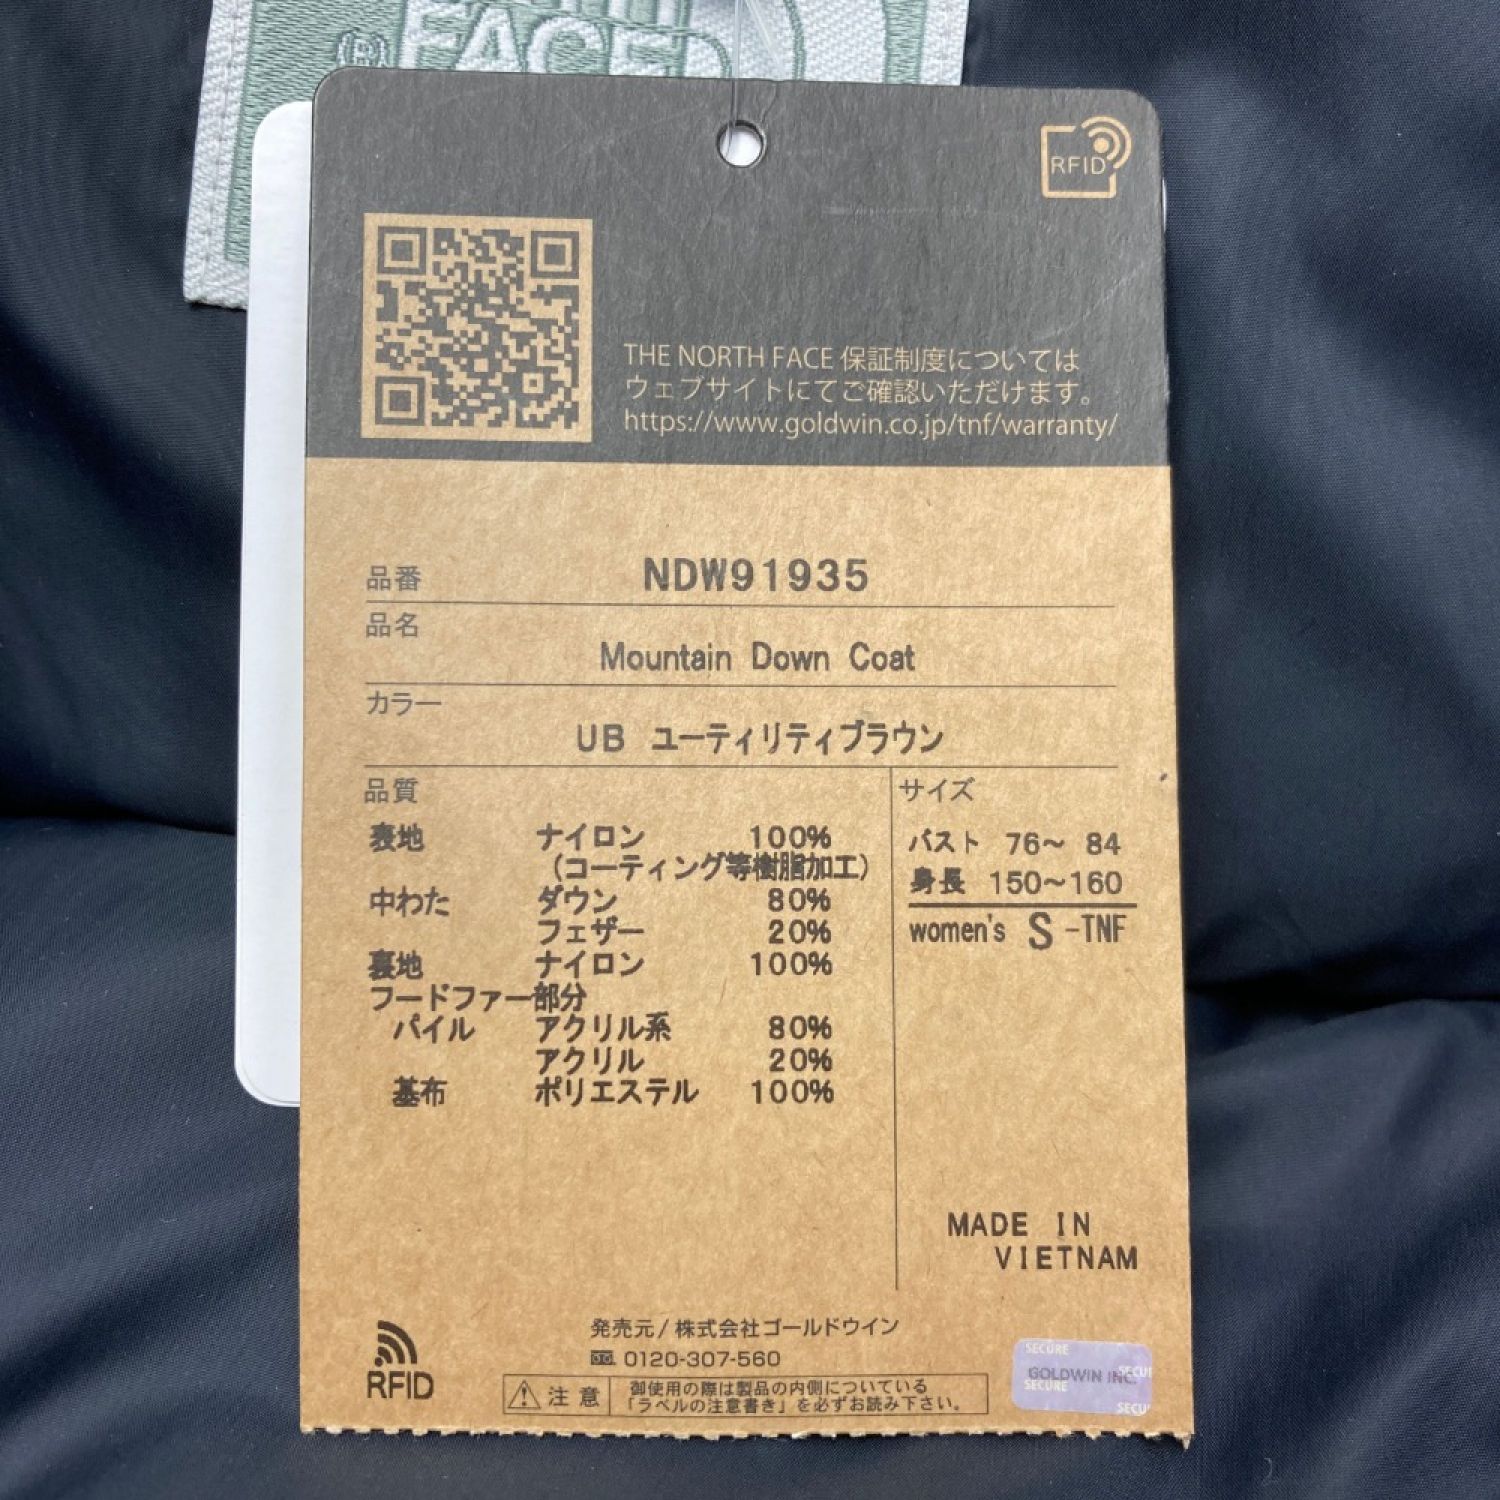 (R)
FACE
RFID
THE NORTH FACE 保証制度については
ウェブサイトにてご確認いただけます。
https://www.goldwin.co.jp/tnf/warranty/
品番 NDW91935
品名
Mountain Down Coat
カラー
UB ユーティリティブラウン
品質
表地 ナイロン 100%
(コーティング等樹脂加工)
中わた ダウン 80%
フェザー 20%
裏地 ナイロン 100%
フードファー部分
パイル アクリル系 80%
アクリル 20%
基布 ポリエステル 100%
サイズ
バスト 76～ 84
身長 150～160
women's S -TNF
MADE IN
VIETNAM
発売元/株式会社ゴールドウイン
0120-307-560
RFID
注意
御使用の際は製品の内側についている
「ラベルの注意書き」を必ずお読み下さい。
SECURE
GOLDWIN INC.
SECURE